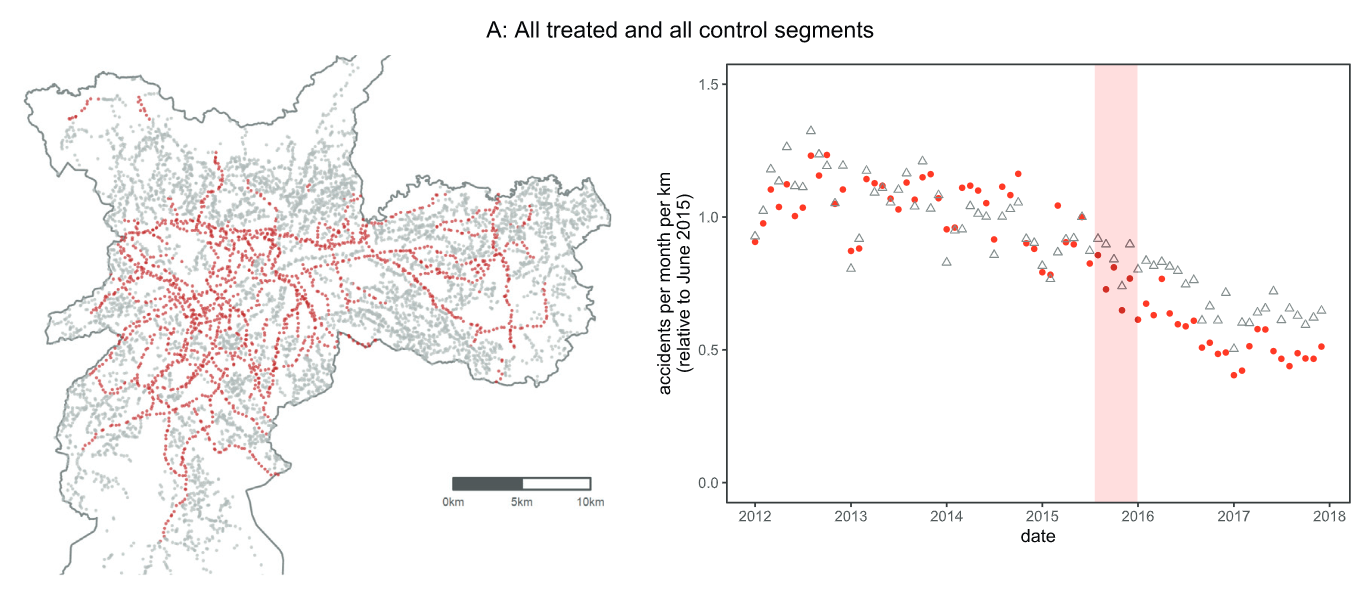 A: All treated and all control segments
0km 5km 10km
accidents per month per km
(relative to June 2015)
1.5
1.0
0.5
0.0
2012 2013 2014 2015 2016 2017 2018
date